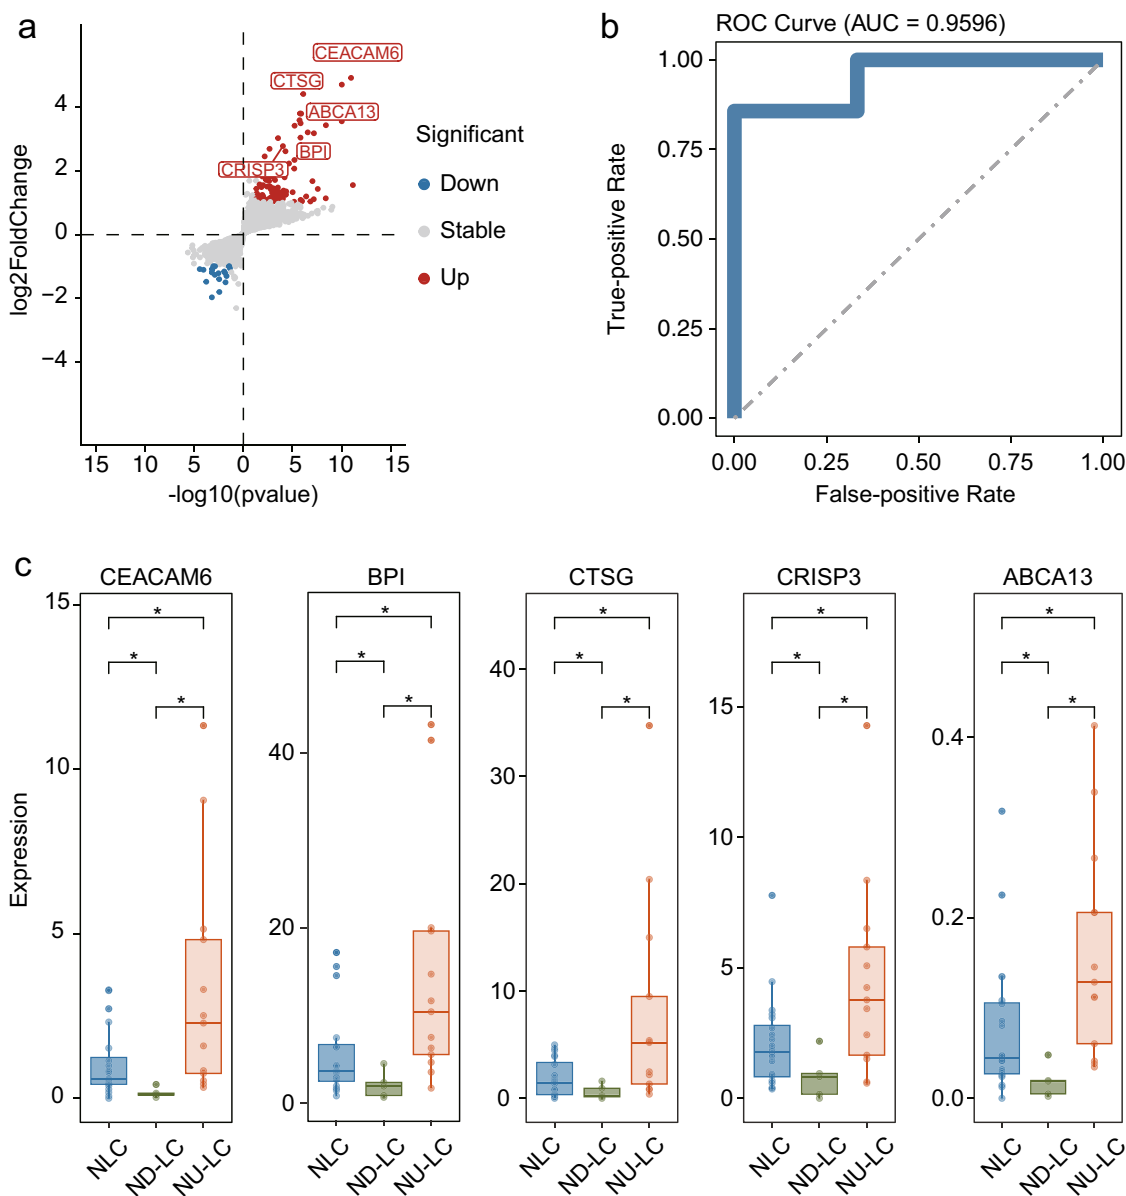 a
CEACAM6
CTSG
ABCA13
BPI
CRISP3
4
2
0
−2
−4
log2FoldChange
15 10 5 0 5 10 15
-log10(pvalue)
Significant
Down
Stable
Up
b
ROC Curve (AUC = 0.9596)
1.00
0.75
0.50
0.25
0.00
True-positive Rate
0.00 0.25 0.50 0.75 1.00
False-positive Rate
c
Expression
CEACAM6
15
10
5
0
*
*
*
NLC ND-LC NU-LC
BPI
40
20
0
*
*
*
NLC ND-LC NU-LC
CTSG
40
30
20
10
0
*
*
*
NLC ND-LC NU-LC
CRISP3
15
10
5
0
*
*
*
NLC ND-LC NU-LC
ABCA13
0.4
0.2
0.0
*
*
*
NLC ND-LC NU-LC